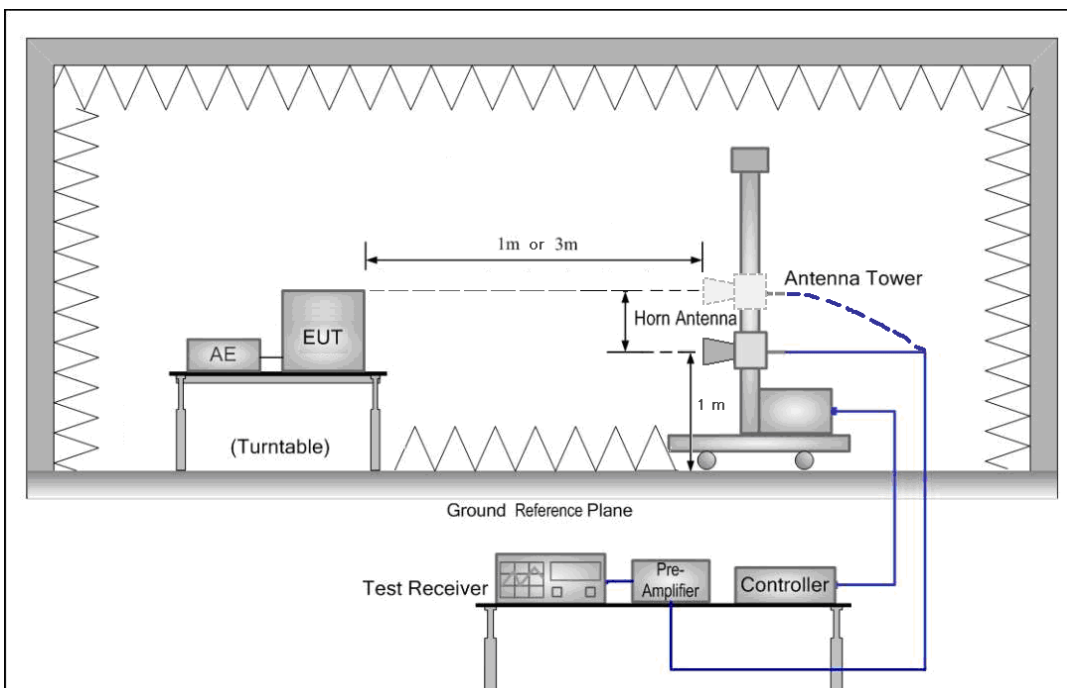 1m or 3m
Antenna Tower
Horn Antenna
EUT
AE
1 m
(Turntable)
Ground Reference Plane
Test Receiver
Pre-
Amplifier
Controller